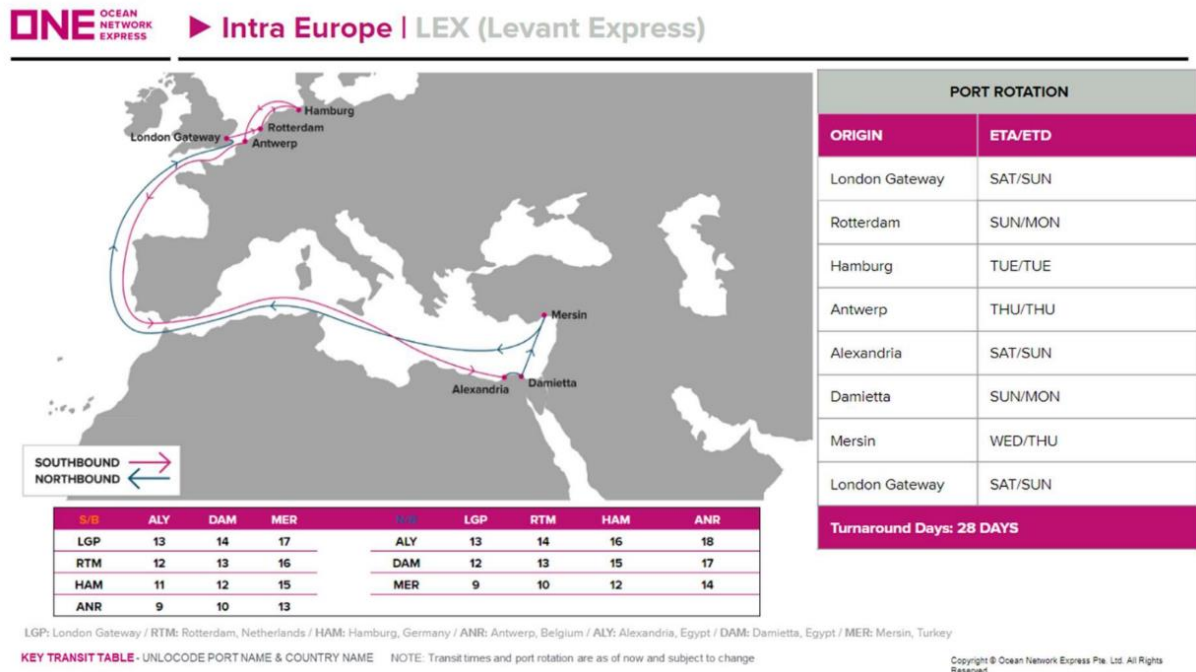 ONE OCEAN NETWORK EXPRESS
▶ Intra Europe | LEX (Levant Express)
Hamburg
Rotterdam
London Gateway
Antwerp
Mersin
Alexandria
Damietta
SOUTHBOUND
NORTHBOUND
PORT ROTATION
ORIGIN ETA/ETD
London Gateway SAT/SUN
Rotterdam SUN/MON
Hamburg TUE/TUE
Antwerp THU/THU
Alexandria SAT/SUN
Damietta SUN/MON
Mersin WED/THU
London Gateway SAT/SUN
Turnaround Days: 28 DAYS
S/B ALY DAM MER
LGP 13 14 17
RTM 12 13 16
HAM 11 12 15
ANR 9 10 13
N/B LGP RTM HAM ANR
ALY 13 14 16 18
DAM 12 13 15 17
MER 9 10 12 14
LGP: London Gateway / RTM: Rotterdam, Netherlands / HAM: Hamburg, Germany / ANR: Antwerp, Belgium / ALY: Alexandria, Egypt / DAM: Damietta, Egypt / MER: Mersin, Turkey
KEY TRANSIT TABLE - UNLOCODE PORT NAME & COUNTRY NAME NOTE: Transit times and port rotation are as of now and subject to change
Copyright © Ocean Network Express Pte. Ltd. All Rights Reserved